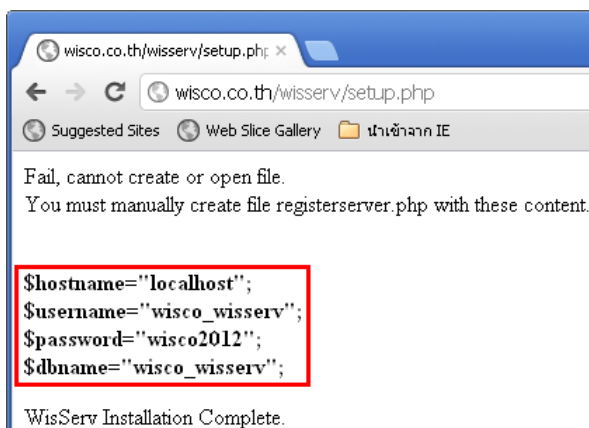 wisco.co.th/wisserv/setup.ph
wisco.co.th/wisserv/setup.php
Suggested Sites Web Slice Gallery นำเข้าจาก IE
Fail, cannot create or open file.
You must manually create file registerserver.php with these content.
$hostname="localhost";
$username="wisco_wisserv";
$password="wisco2012";
$dbname="wisco_wisserv";
WisServ Installation Complete.